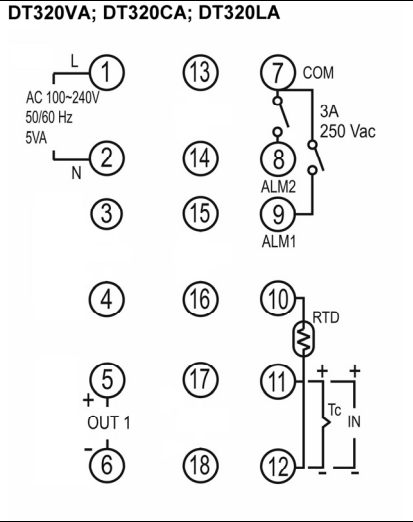 DT320VA; DT320CA; DT320LA
L
1
13
7
COM
AC 100~240V
50/60 Hz
5VA
3A
250 Vac
2
14
8
N
ALM2
3
15
9
ALM1
4
16
10
RTD
5
17
11
+
+
+
OUT 1
Tc
IN
-
6
18
12
-
-